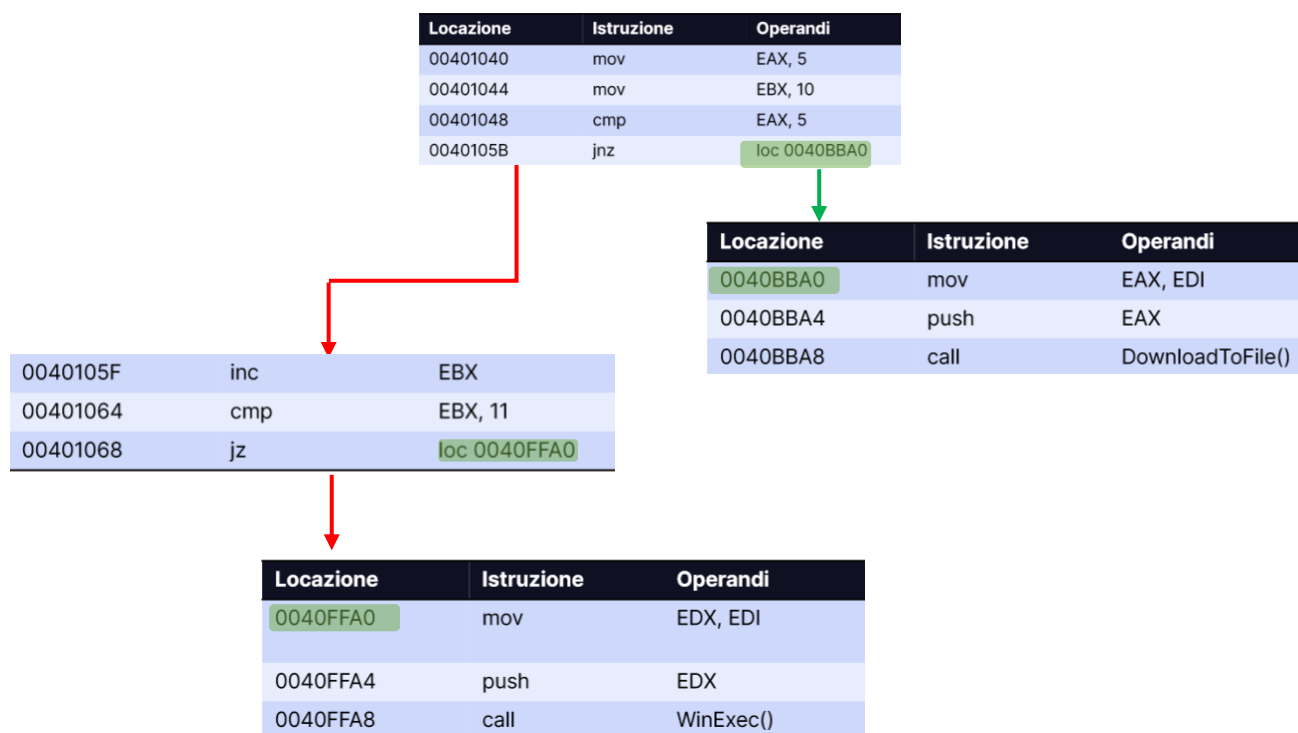 Locazione Istruzione Operandi
00401040 mov EAX, 5
00401044 mov EBX, 10
00401048 cmp EAX, 5
0040105B jnz loc 0040BBA0
Locazione Istruzione Operandi
0040BBA0 mov EAX, EDI
0040BBA4 push EAX
0040BBA8 call DownloadToFile()
0040105F inc EBX
00401064 cmp EBX, 11
00401068 jz loc 0040FFA0
Locazione Istruzione Operandi
0040FFA0 mov EDX, EDI
0040FFA4 push EDX
0040FFA8 call WinExec()